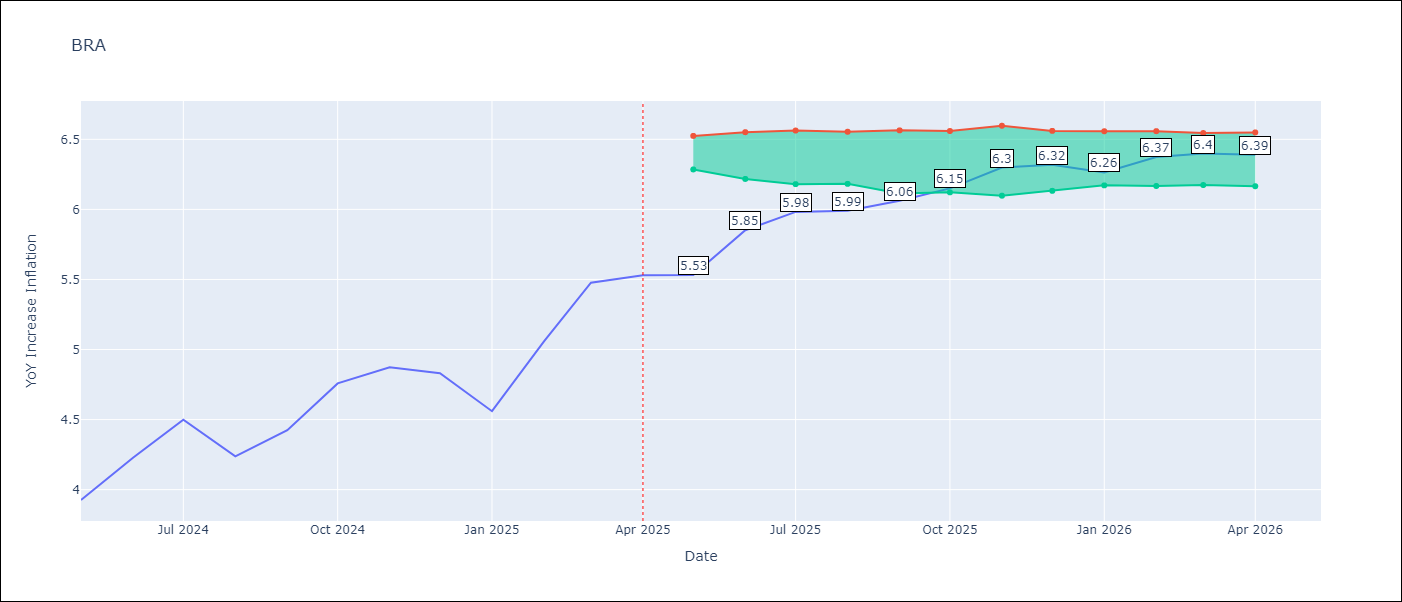 BRA
YoY Increase Inflation
6.5
6
5.5
5
4.5
4
5.53
5.85
5.98
5.99
6.06
6.15
6.3
6.32
6.26
6.37
6.4
6.39
Jul 2024
Oct 2024
Jan 2025
Apr 2025
Jul 2025
Oct 2025
Jan 2026
Apr 2026
Date